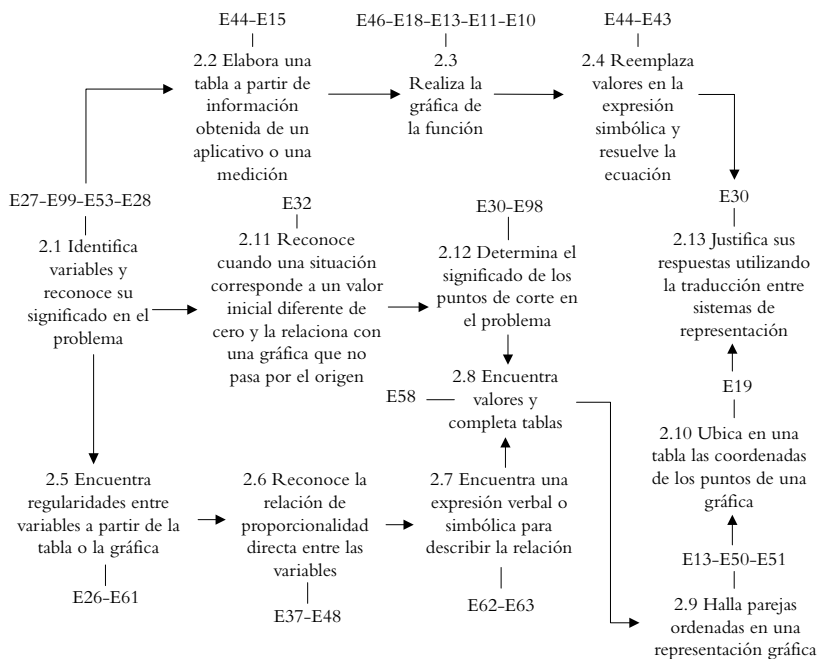 E44-E15
2.2 Elabora una
tabla a partir de
información
obtenida de un
aplicativo o una
medición
E46-E18-E13-E11-E10
2.3
Realiza la
gráfica de
la función
E44-E43
2.4 Reemplaza
valores en la
expresión
simbólica y
resuelve la
ecuación
E27-E99-E53-E28
2.1 Identifica
variables y
reconoce su
significado en el
problema
E32
2.11 Reconoce
cuando una situación
corresponde a un valor
inicial diferente de
cero y la relaciona con
una gráfica que no
pasa por el origen
E30-E98
2.12 Determina el
significado de los
puntos de corte en
el problema
E30
2.13 Justifica sus
respuestas utilizando
la traducción entre
sistemas de
representación
E58
2.8 Encuentra
valores y
completa tablas
E19
2.10 Ubica en una
tabla las coordenadas
de los puntos de una
gráfica
2.5 Encuentra
regularidades entre
variables a partir de la
tabla o la gráfica
E26-E61
2.6 Reconoce la
relación de
proporcionalidad
directa entre las
variables
E37-E48
2.7 Encuentra una
expresión verbal o
simbólica para
describir la relación
E62-E63
E13-E50-E51
2.9 Halla parejas
ordenadas en una
representación gráfica